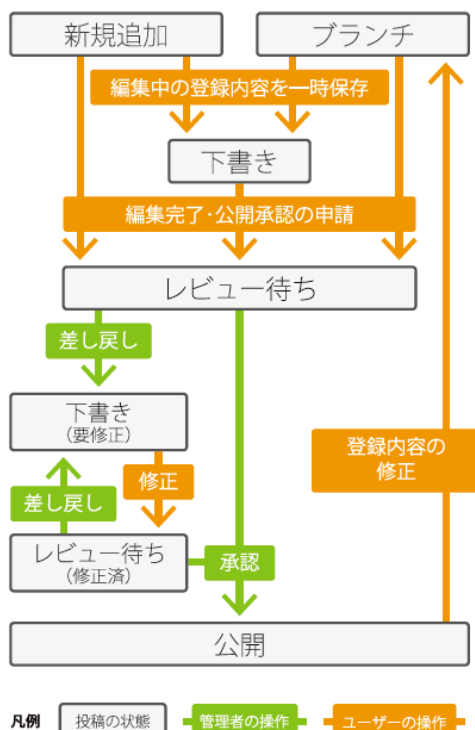 新規追加
ブランチ
編集中の登録内容を一時保存
下書き
編集完了・公開承認の申請
レビュー待ち
差し戻し
下書き
(要修正)
登録内容の
修正
修正
差し戻し
レビュー待ち
(修正済)
承認
公開
凡例
投稿の状態
管理者の操作
ユーザーの操作